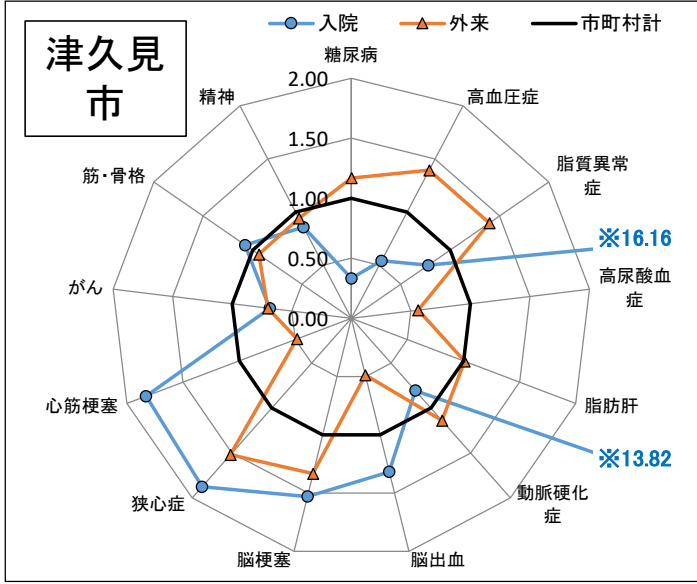 津久見
市
入院
外来
市町村計
糖尿病
高血圧症
脂質異常
症
※16.16
高尿酸血
症
脂肪肝
※13.82
動脈硬化
症
脳出血
脳梗塞
狭心症
心筋梗塞
がん
筋・骨格
精神
2.00
1.50
1.00
0.50
0.00